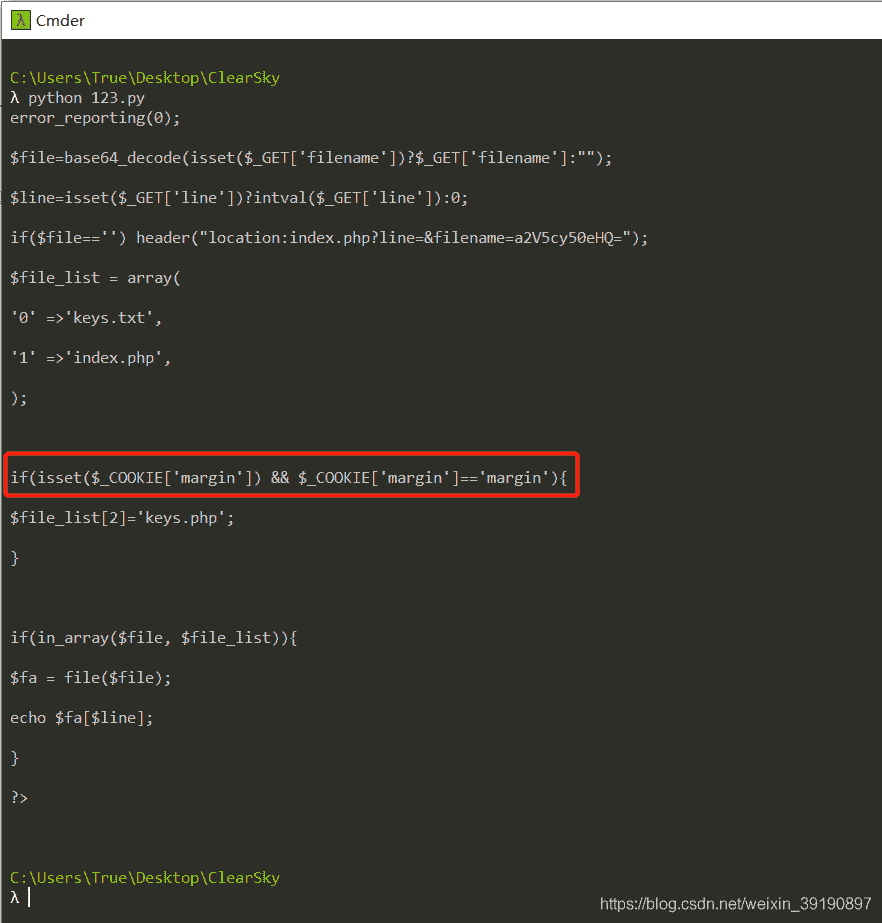 Cmder
C:\Users\True\Desktop\ClearSky
λ python 123.py
error_reporting(0);
$file=base64_decode(isset($_GET['filename'])?$_GET['filename']:"");
$line=isset($_GET['line'])?intval($_GET['line']):0;
if($file=='') header("location:index.php?line=&filename=a2V5cy50eHQ=");
$file_list = array(
'0' =>'keys.txt',
'1' =>'index.php',
);
if(isset($_COOKIE['margin']) && $_COOKIE['margin']=='margin'){
$file_list[2]='keys.php';
}
if(in_array($file, $file_list)){
$fa = file($file);
echo $fa[$line];
}
?>
C:\Users\True\Desktop\ClearSky
λ
https://blog.csdn.net/weixin_39190897